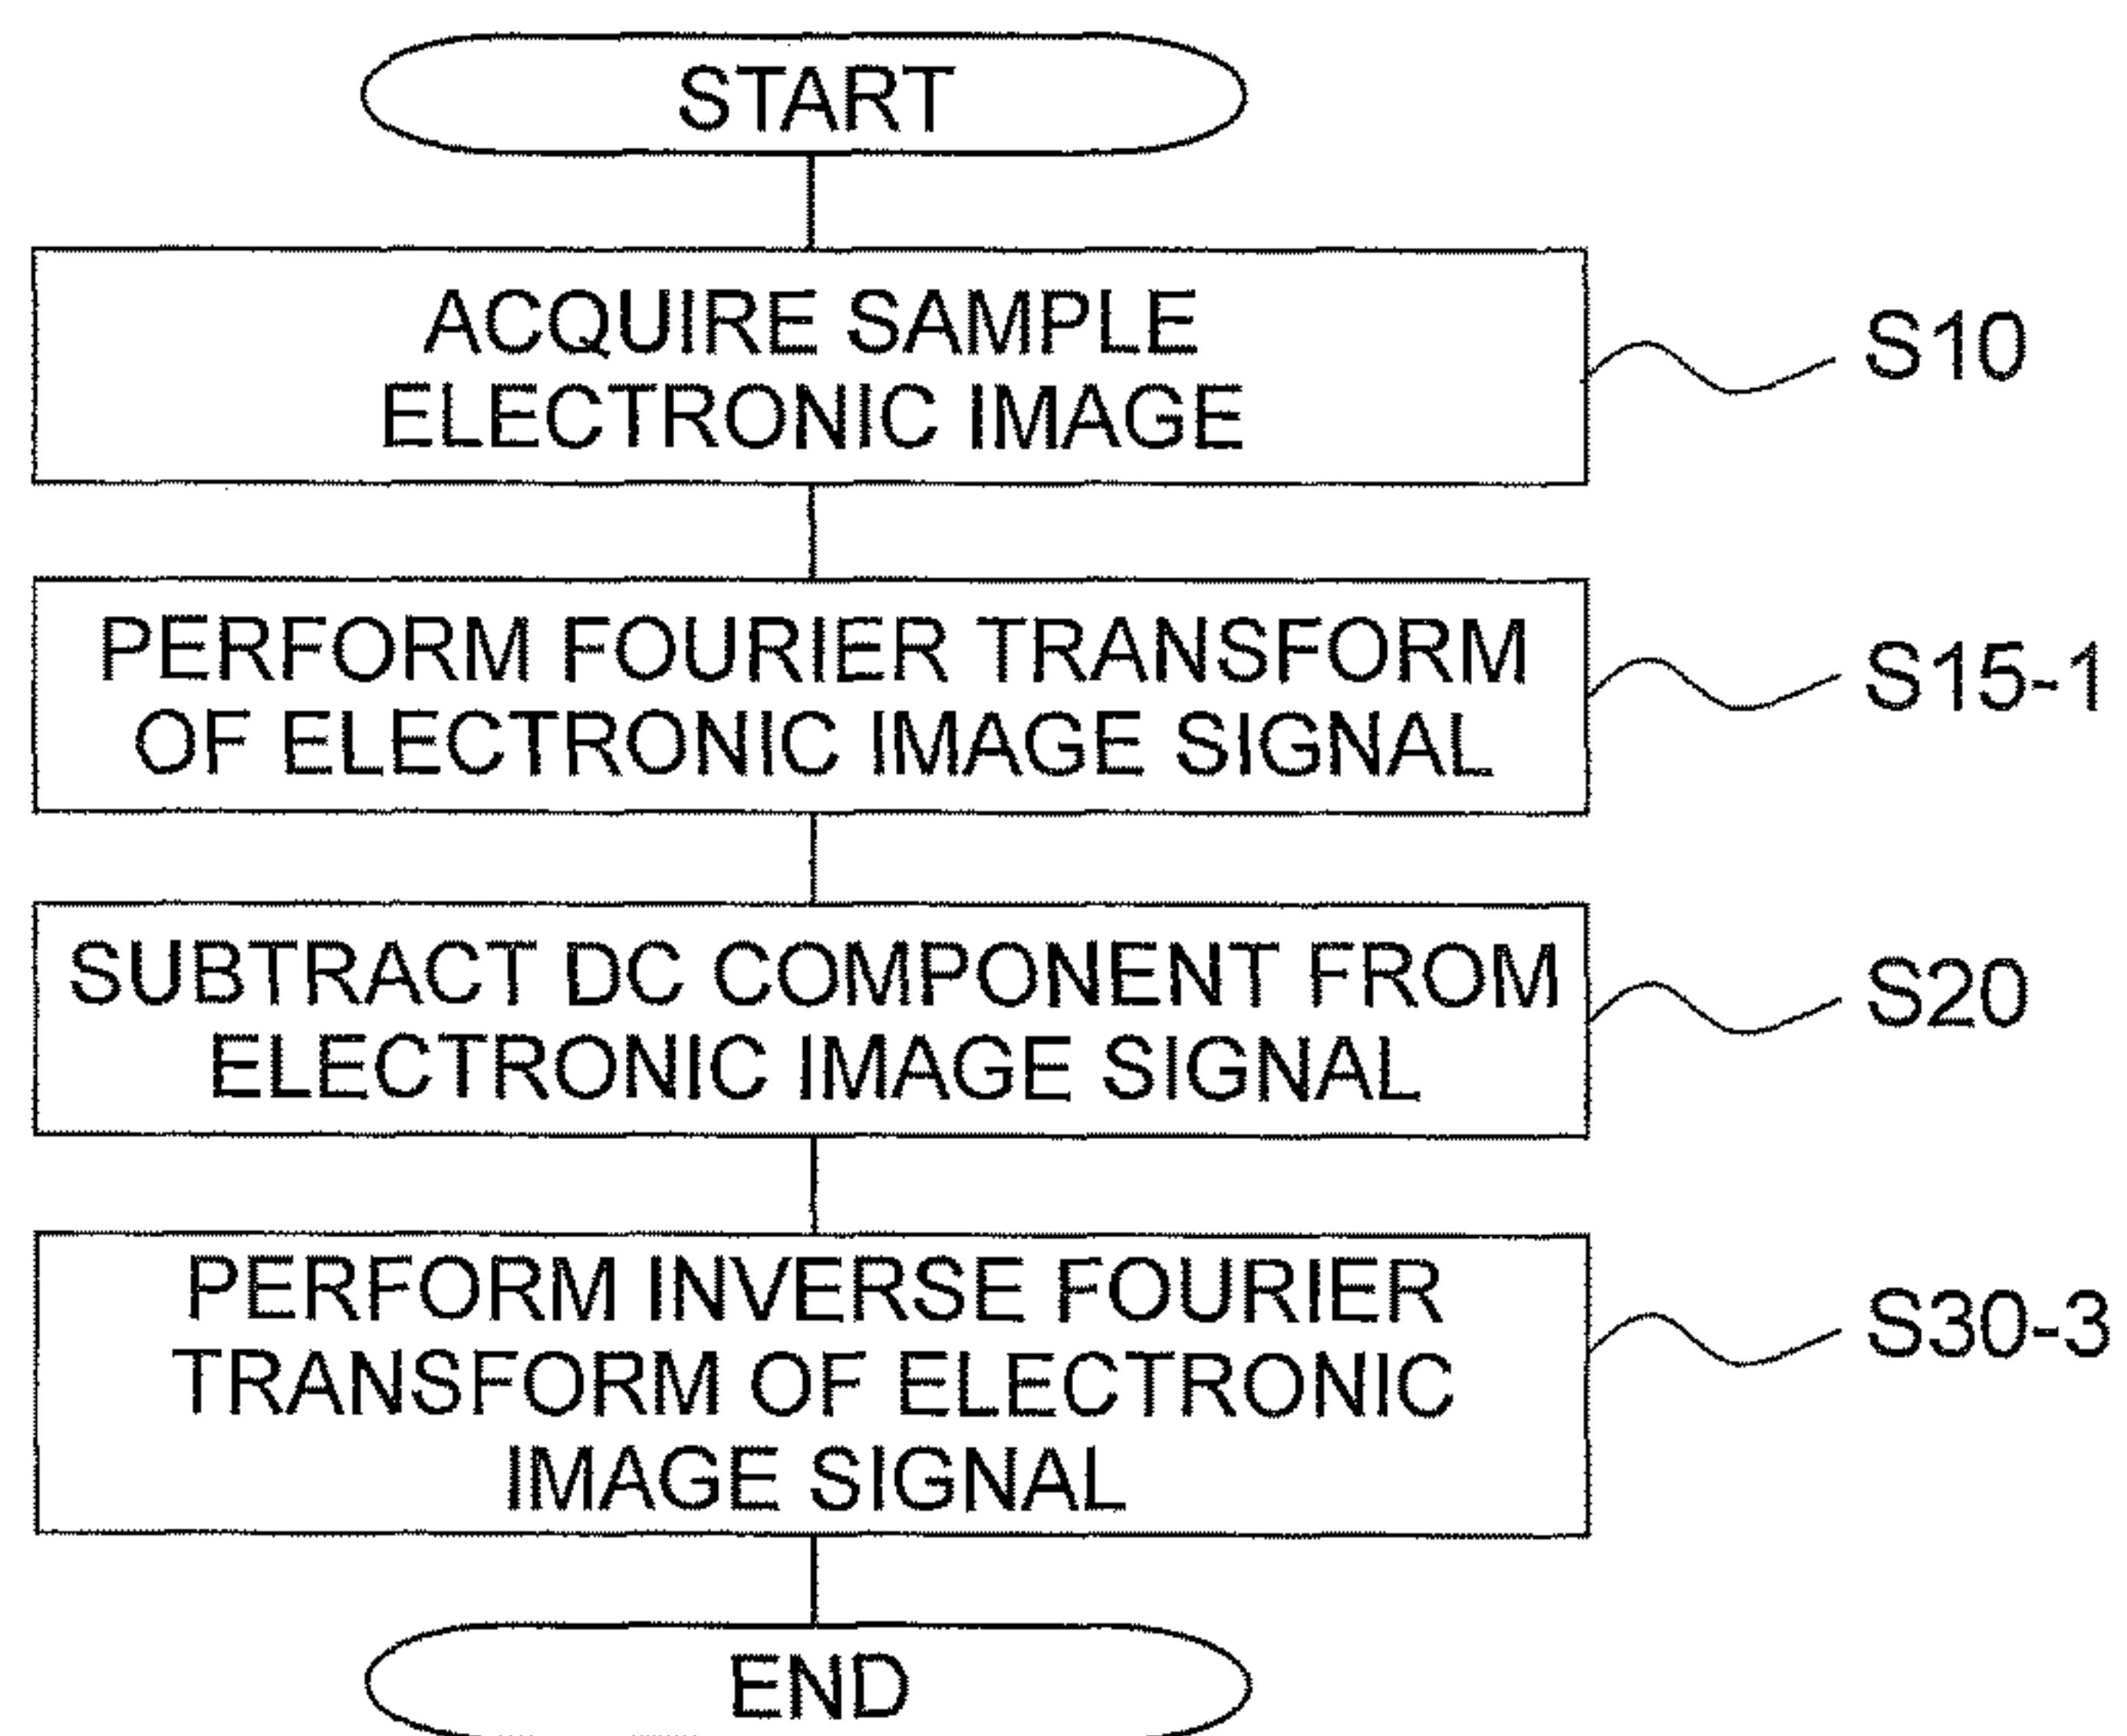 START
ACQUIRE SAMPLE
ELECTRONIC IMAGE
S10
PERFORM FOURIER TRANSFORM
OF ELECTRONIC IMAGE SIGNAL
S15-1
SUBTRACT DC COMPONENT FROM
ELECTRONIC IMAGE SIGNAL
S20
PERFORM INVERSE FOURIER
TRANSFORM OF ELECTRONIC
IMAGE SIGNAL
S30-3
END